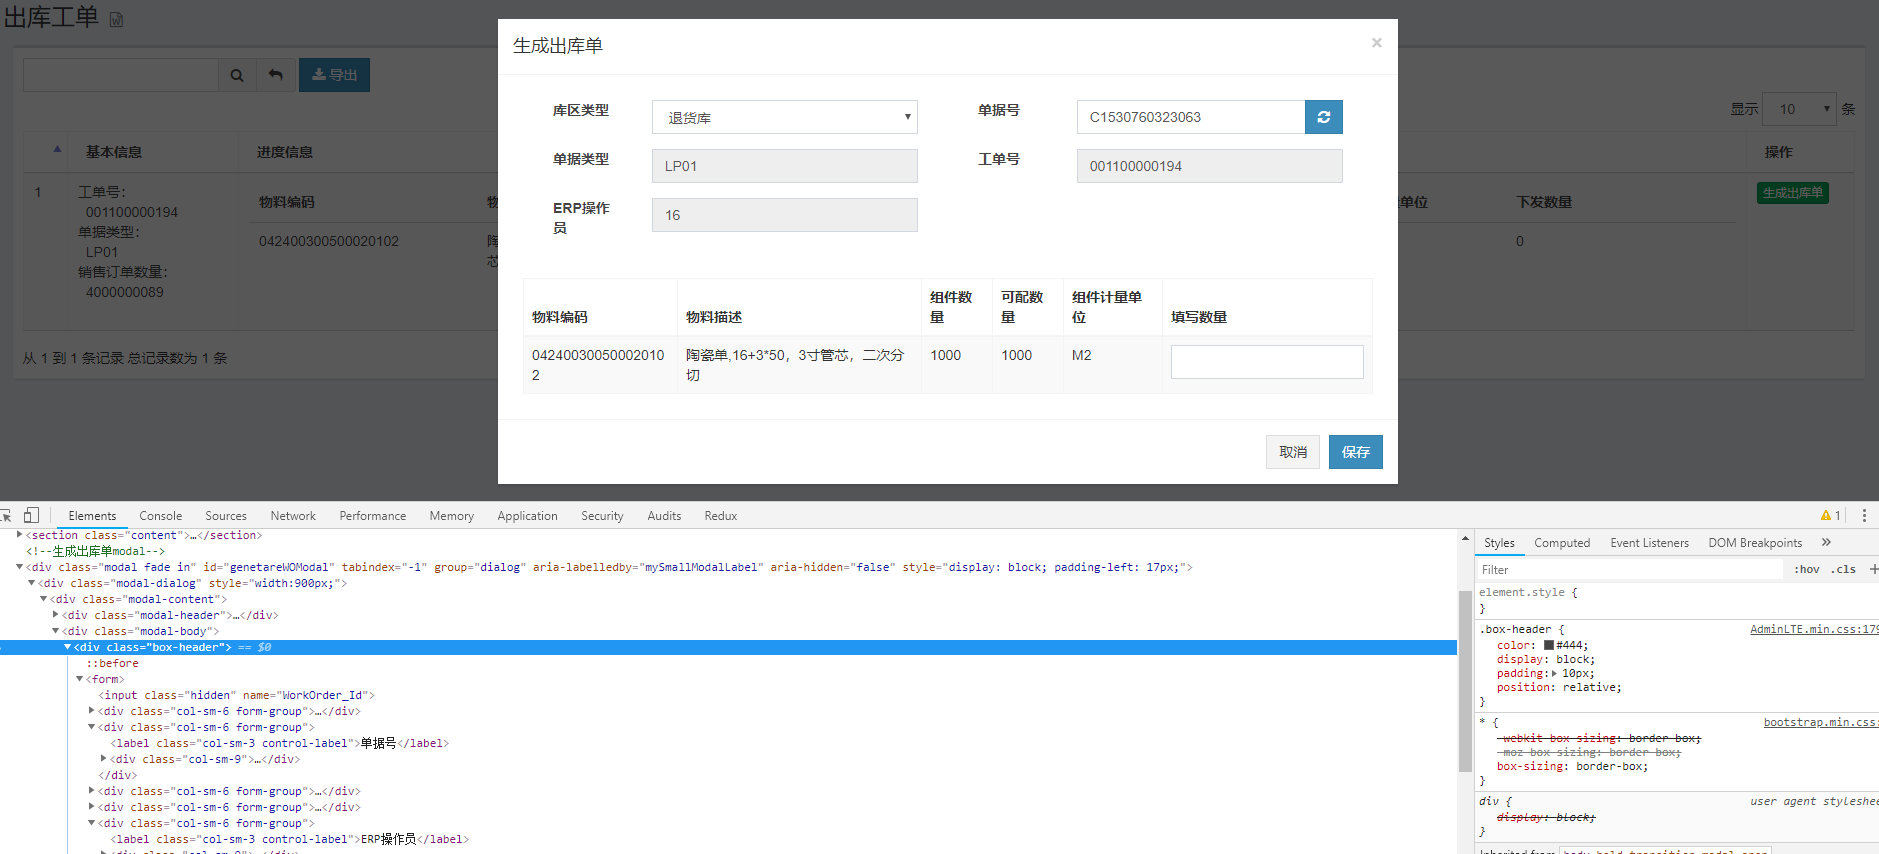 出库工单
生成出库单
×
导出
库区类型
退货库
单据号
C1530760323063
显示 10 条
单据类型
LP01
工单号
001100000194
基本信息
进度信息
操作
ERP操作
员
16
1
工单号:
001100000194
单据类型:
LP01
销售订单数量:
4000000089
物料编码
物
单位
下发数量
生成出库单
042400300500020102
陶
芯
0
物料编码
物料描述
组件数
量
可配数
量
组件计量单
位
填写数量
04240030050002010
2
陶瓷单,16+3*50，3寸管芯，二次分
切
1000
1000
M2
从 1 到 1 条记录 总记录数为 1 条
取消
保存
Elements Console Sources Network Performance Memory Application Security Audits Redux
1
<section class="content">…</section>
<!--生成出库单modal-->
<div class="modal fade in" id="genetareWOModal" tabindex="-1" group="dialog" aria-labelledby="mySmallModalLabel" aria-hidden="false" style="display: block; padding-left: 17px;">
<div class="modal-dialog" style="width:900px;">
<div class="modal-content">
<div class="modal-header">…</div>
<div class="modal-body">
<div class="box-header"> == $0
::before
<form>
<input class="hidden" name="WorkOrder_Id">
<div class="col-sm-6 form-group">…</div>
<div class="col-sm-6 form-group">
<label class="col-sm-3 control-label">单据号</label>
<div class="col-sm-9">…</div>
</div>
<div class="col-sm-6 form-group">…</div>
<div class="col-sm-6 form-group">…</div>
<div class="col-sm-6 form-group">
<label class="col-sm-3 control-label">ERP操作员</label>
Styles Computed Event Listeners DOM Breakpoints »
Filter :hov .cls +
element.style {
}
.box-header { AdminLTE.min.css:179
color: #444;
display: block;
padding: 10px;
position: relative;
}
* { bootstrap.min.css:
-webkit-box-sizing: border-box;
-moz-box-sizing: border-box;
box-sizing: border-box;
}
div { user agent styleshee
display: block;
}